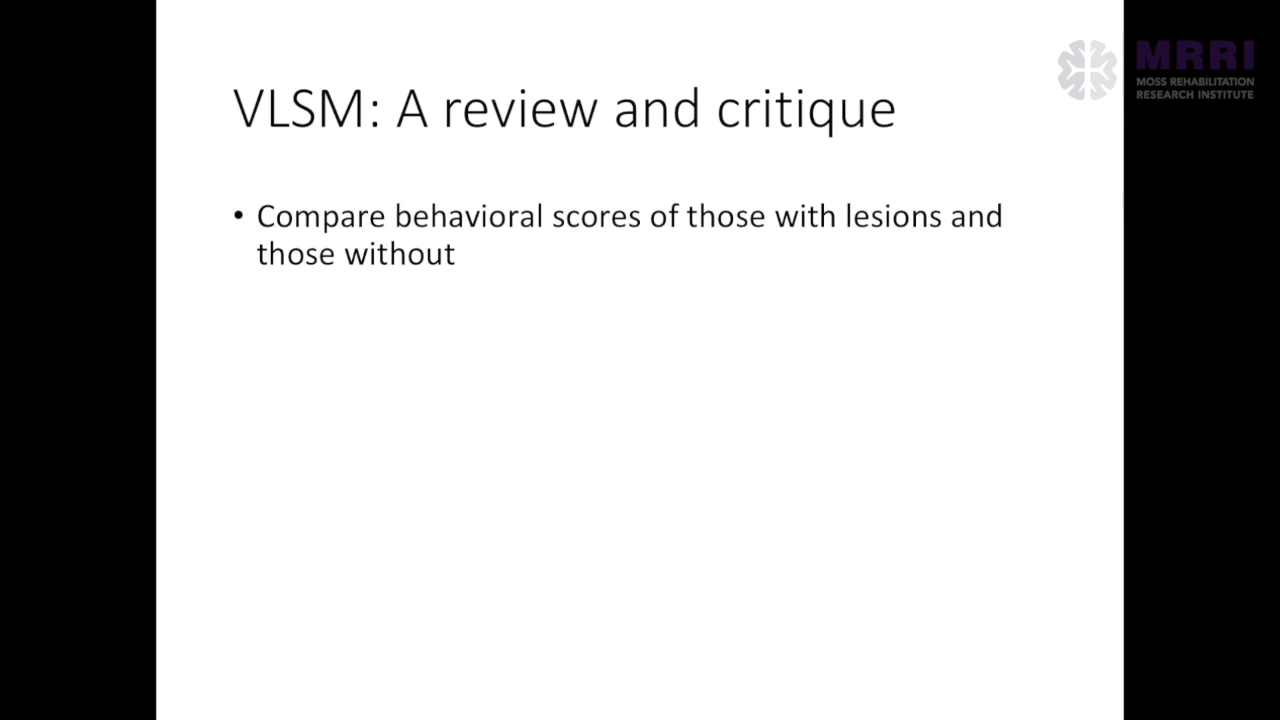 MRRI
MOSS REHABILITATION
RESEARCH INSTITUTE
VLSM: A review and critique
• Compare behavioral scores of those with lesions and
those without